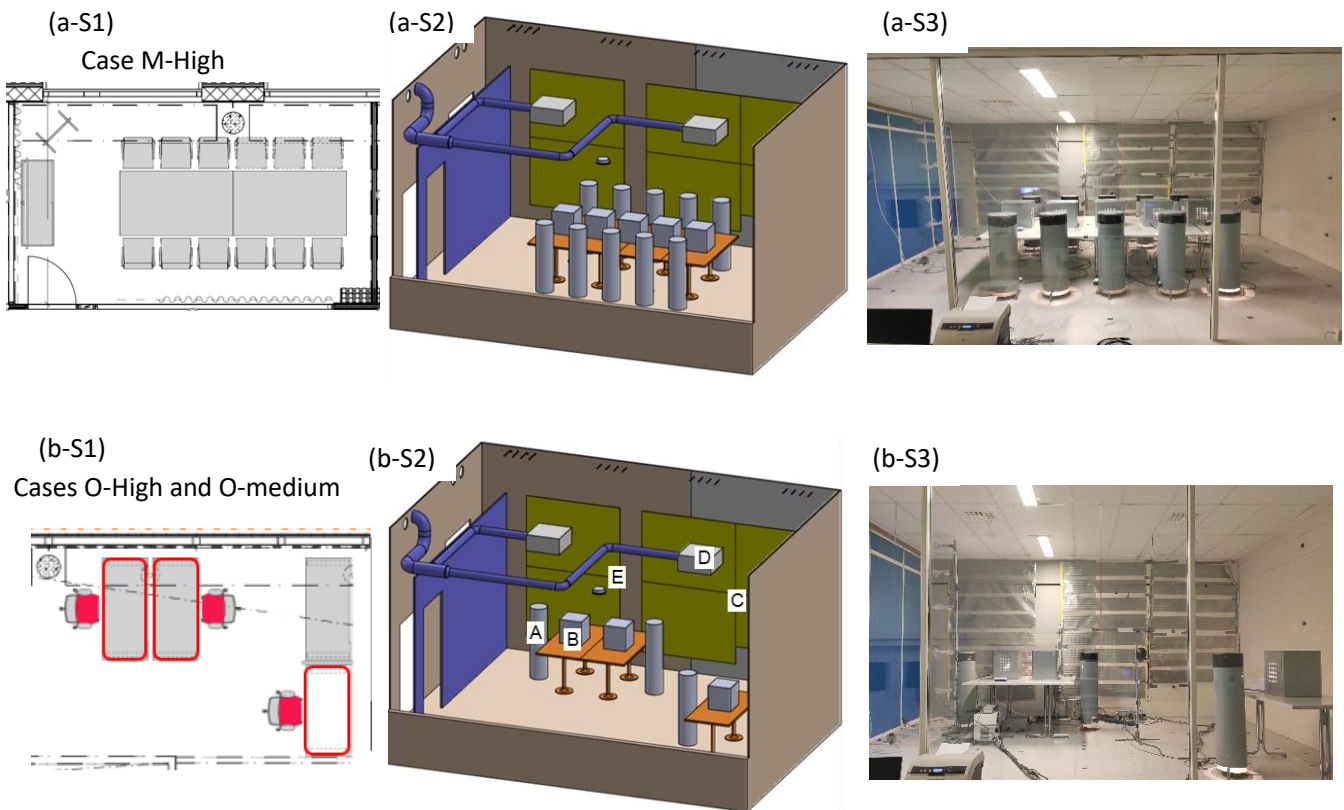 (a-S1)
Case M-High
(a-S2)
(a-S3)
(b-S1)
Cases O-High and O-medium
(b-S2)
(b-S3)
A
B
C
D
E